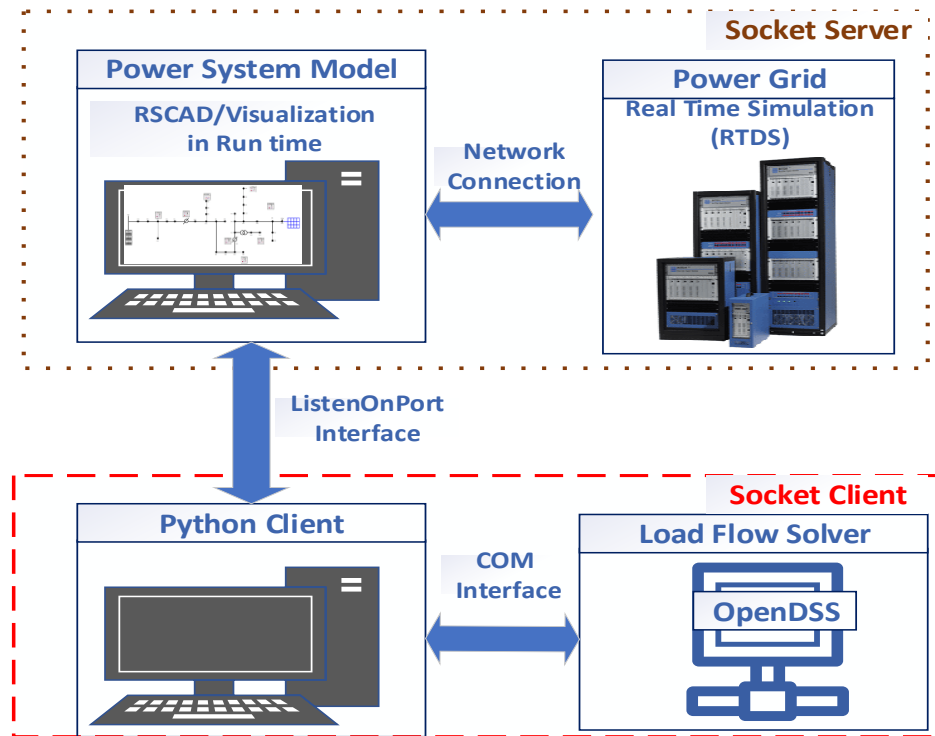 Socket Server
Power System Model
RSCAD/Visualization
in Run time
Network
Connection
Power Grid
Real Time Simulation
(RTDS)
ListenOnPort
Interface
Socket Client
Python Client
COM
Interface
Load Flow Solver
OpenDSS